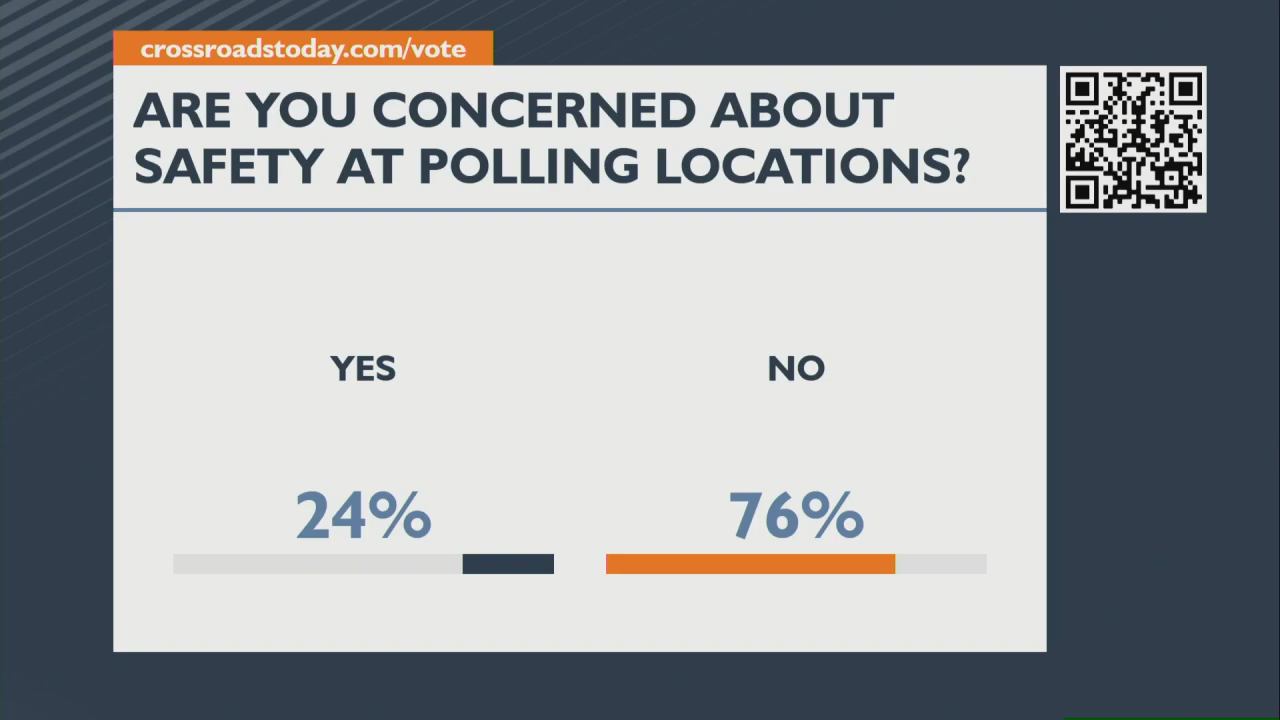 crossroadstoday.com/vote
ARE YOU CONCERNED ABOUT
SAFETY AT POLLING LOCATIONS?
YES
NO
24%
76%